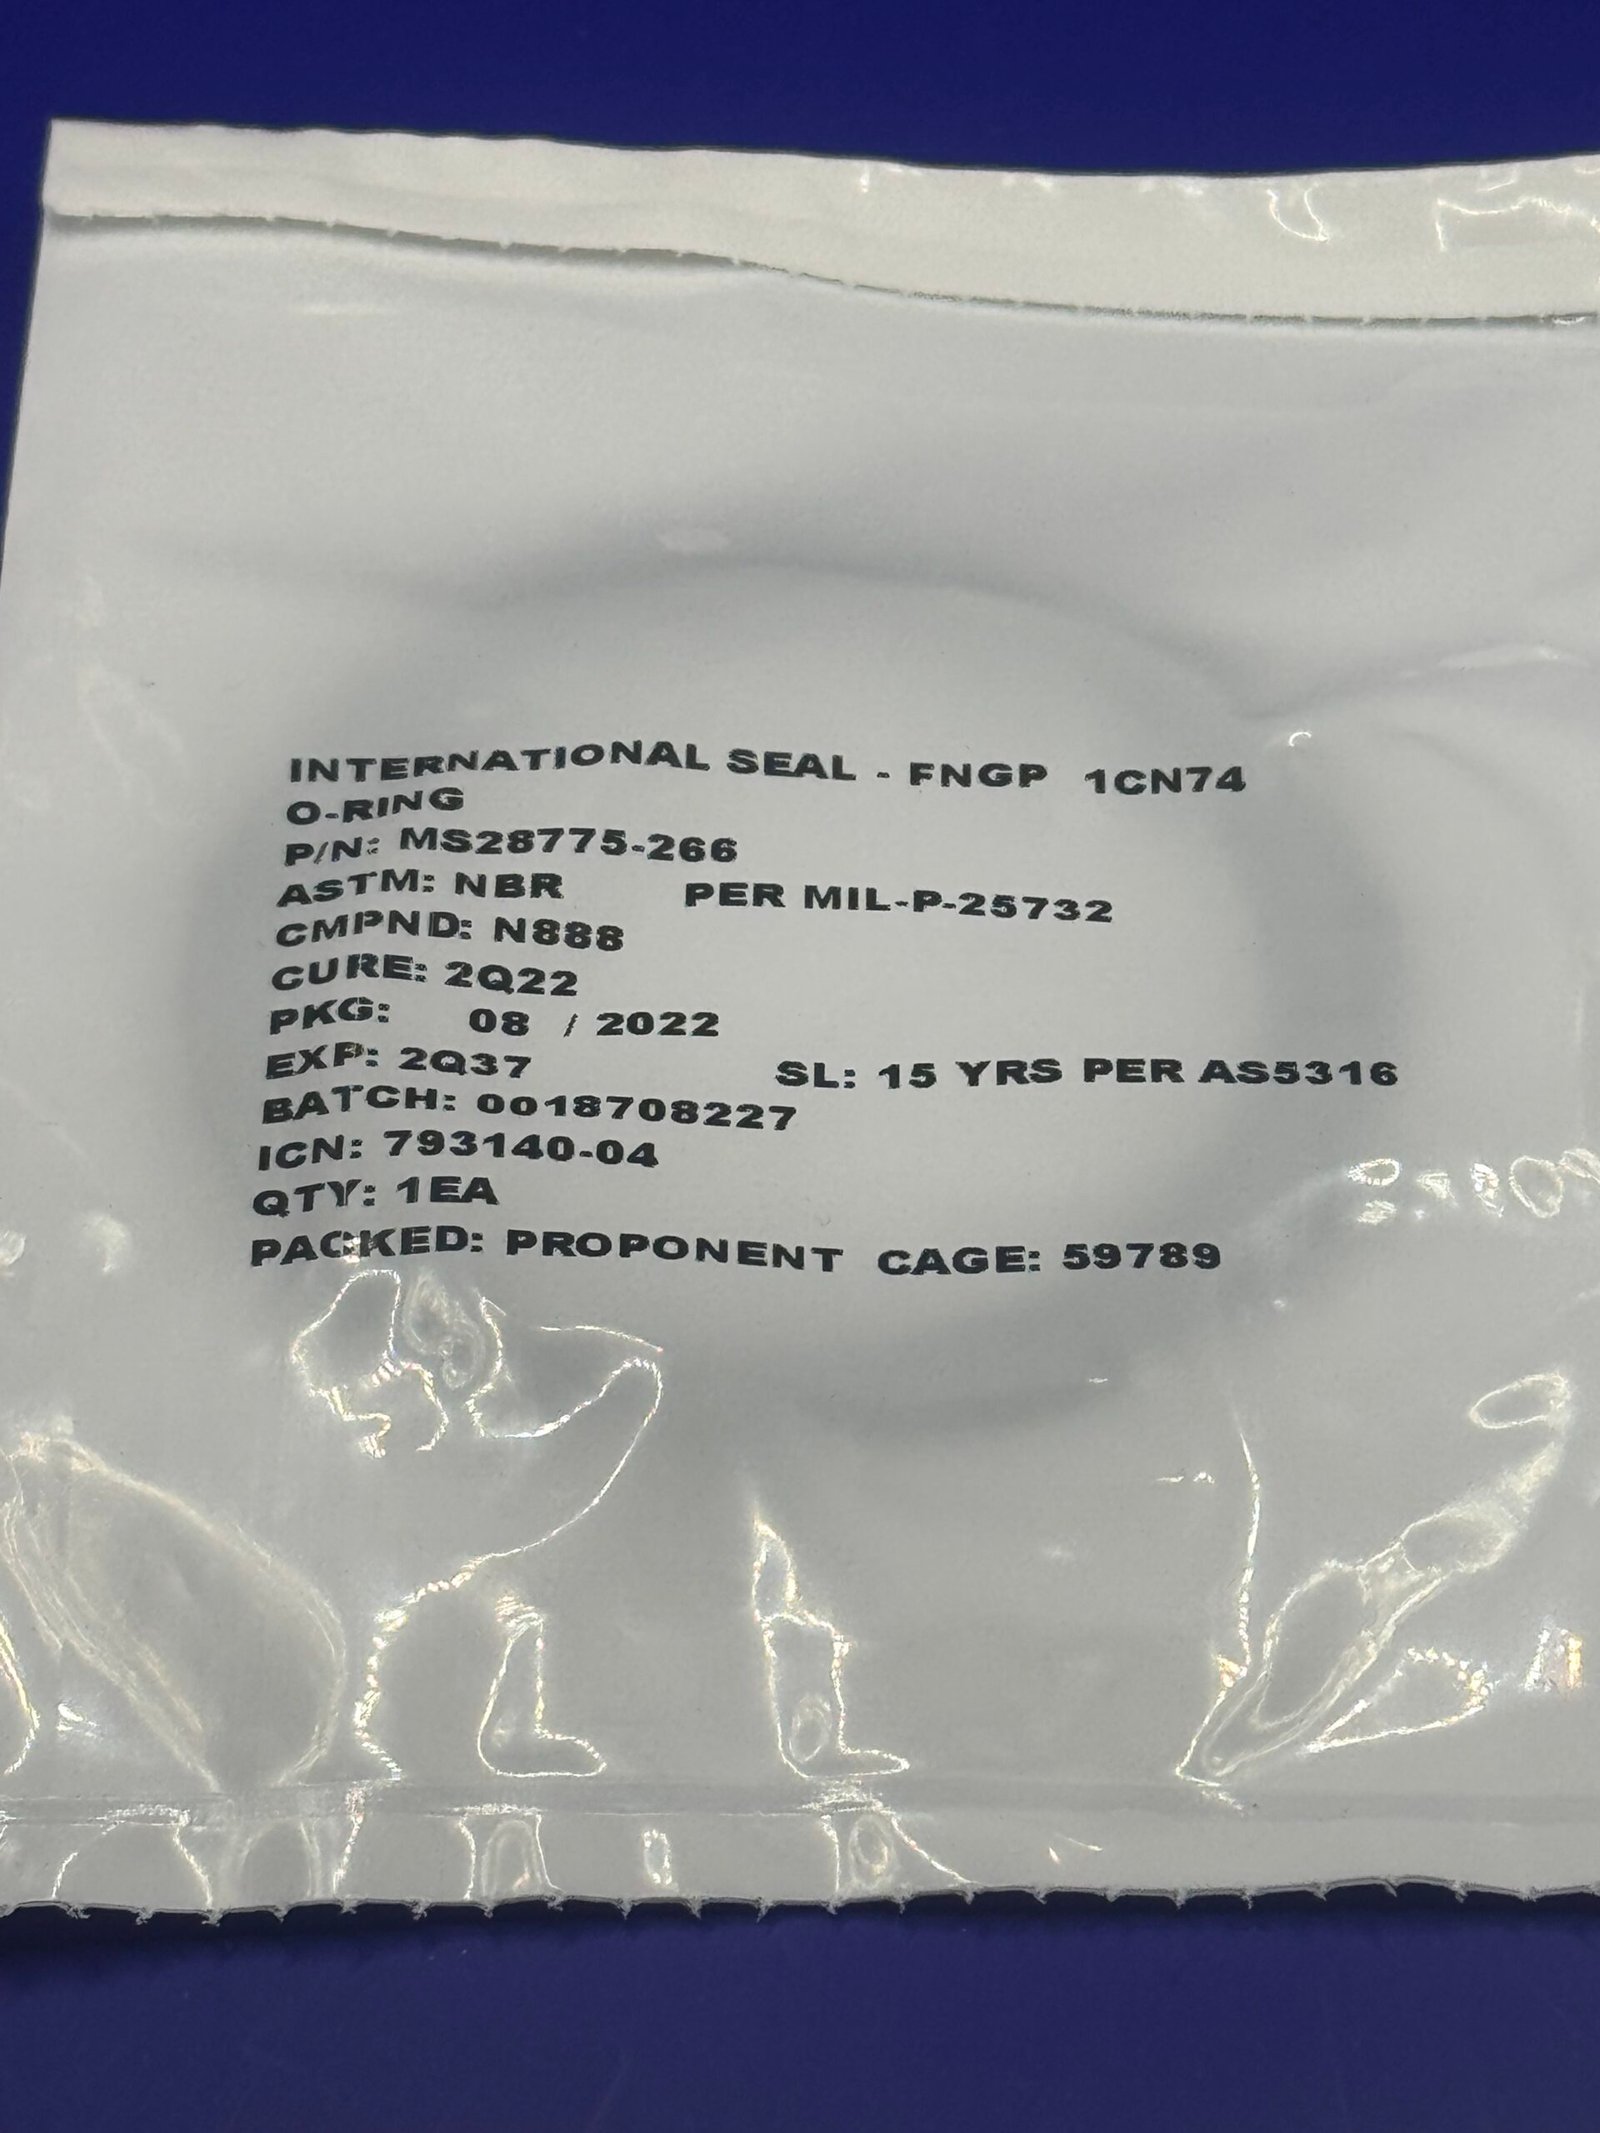 INTERNATIONAL SEAL - FNGP 1CN74
O-RING
P/N: MS28775-266
ASTM: NBR PER MIL-P-25732
CMPND: N888
CURE: 2Q22
PKG: 08 / 2022
EXP: 2Q37 SL: 15 YRS PER AS5316
BATCH: 0018708227
ICN: 793140-04
QTY: 1EA
PACKED: PROPONENT CAGE: 59789